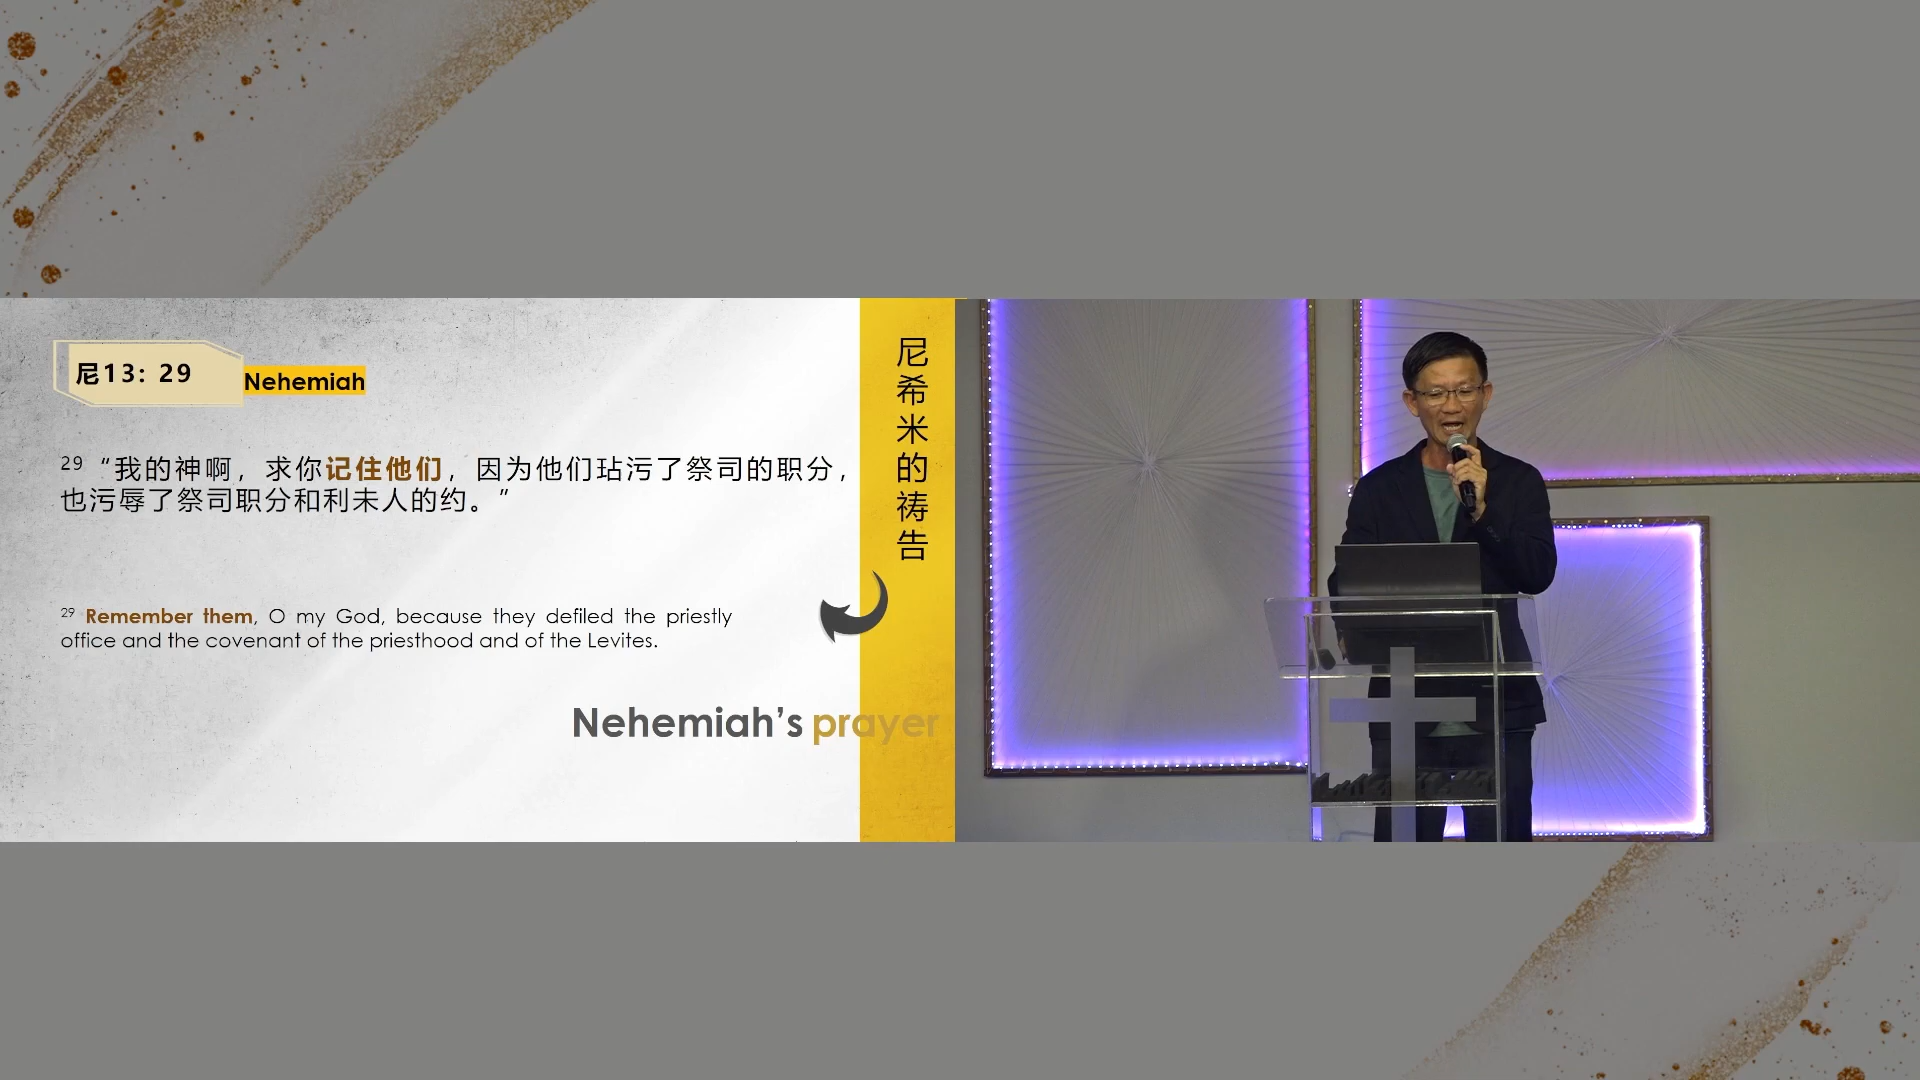 尼13: 29
Nehemiah
29 “我的神啊，求你记住他们，因为他们玷污了祭司的职分，
也污辱了祭司职分和利未人的约。”
29 Remember them, O my God, because they defiled the priestly
office and the covenant of the priesthood and of the Levites.
尼希米的祷告
Nehemiah’s prayer